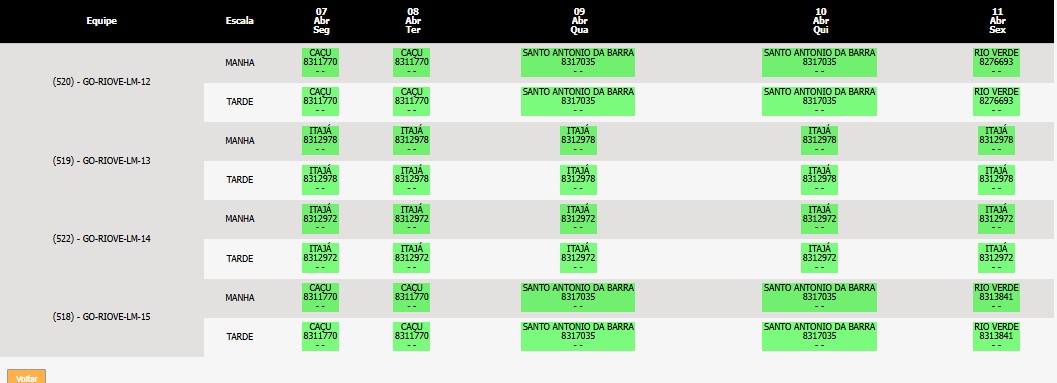 Equipe Escala 07 Abr Seg 08 Abr Ter 09 Abr Qua 10 Abr Qui 11 Abr Sex
(520) - GO-RIOVE-LM-12
MANHA
CAÇU CAÇU SANTO ANTONIO DA BARRA SANTO ANTONIO DA BARRA RIO VERDE
8311770 8311770 8317035 8317035 8276693
- - - - - - - - - -
TARDE
CAÇU CAÇU SANTO ANTONIO DA BARRA SANTO ANTONIO DA BARRA RIO VERDE
8311770 8311770 8317035 8317035 8276693
- - - - - - - - - -
(519) - GO-RIOVE-LM-13
MANHA
ITAJÁ ITAJÁ ITAJÁ ITAJÁ ITAJÁ
8312978 8312978 8312978 8312978 8312978
- - - - - - - - - -
TARDE
ITAJÁ ITAJÁ ITAJÁ ITAJÁ ITAJÁ
8312978 8312978 8312978 8312978 8312978
- - - - - - - - - -
(522) - GO-RIOVE-LM-14
MANHA
ITAJÁ ITAJÁ ITAJÁ ITAJÁ ITAJÁ
8312972 8312972 8312972 8312972 8312972
- - - - - - - - - -
TARDE
ITAJÁ ITAJÁ ITAJÁ ITAJÁ ITAJÁ
8312972 8312972 8312972 8312972 8312972
- - - - - - - - - -
(518) - GO-RIOVE-LM-15
MANHA
CAÇU CAÇU SANTO ANTONIO DA BARRA SANTO ANTONIO DA BARRA RIO VERDE
8311770 8311770 8317035 8317035 8313841
- - - - - - - - - -
TARDE
CAÇU CAÇU SANTO ANTONIO DA BARRA SANTO ANTONIO DA BARRA RIO VERDE
8311770 8311770 8317035 8317035 8313841
- - - - - - - - - -
Voltar